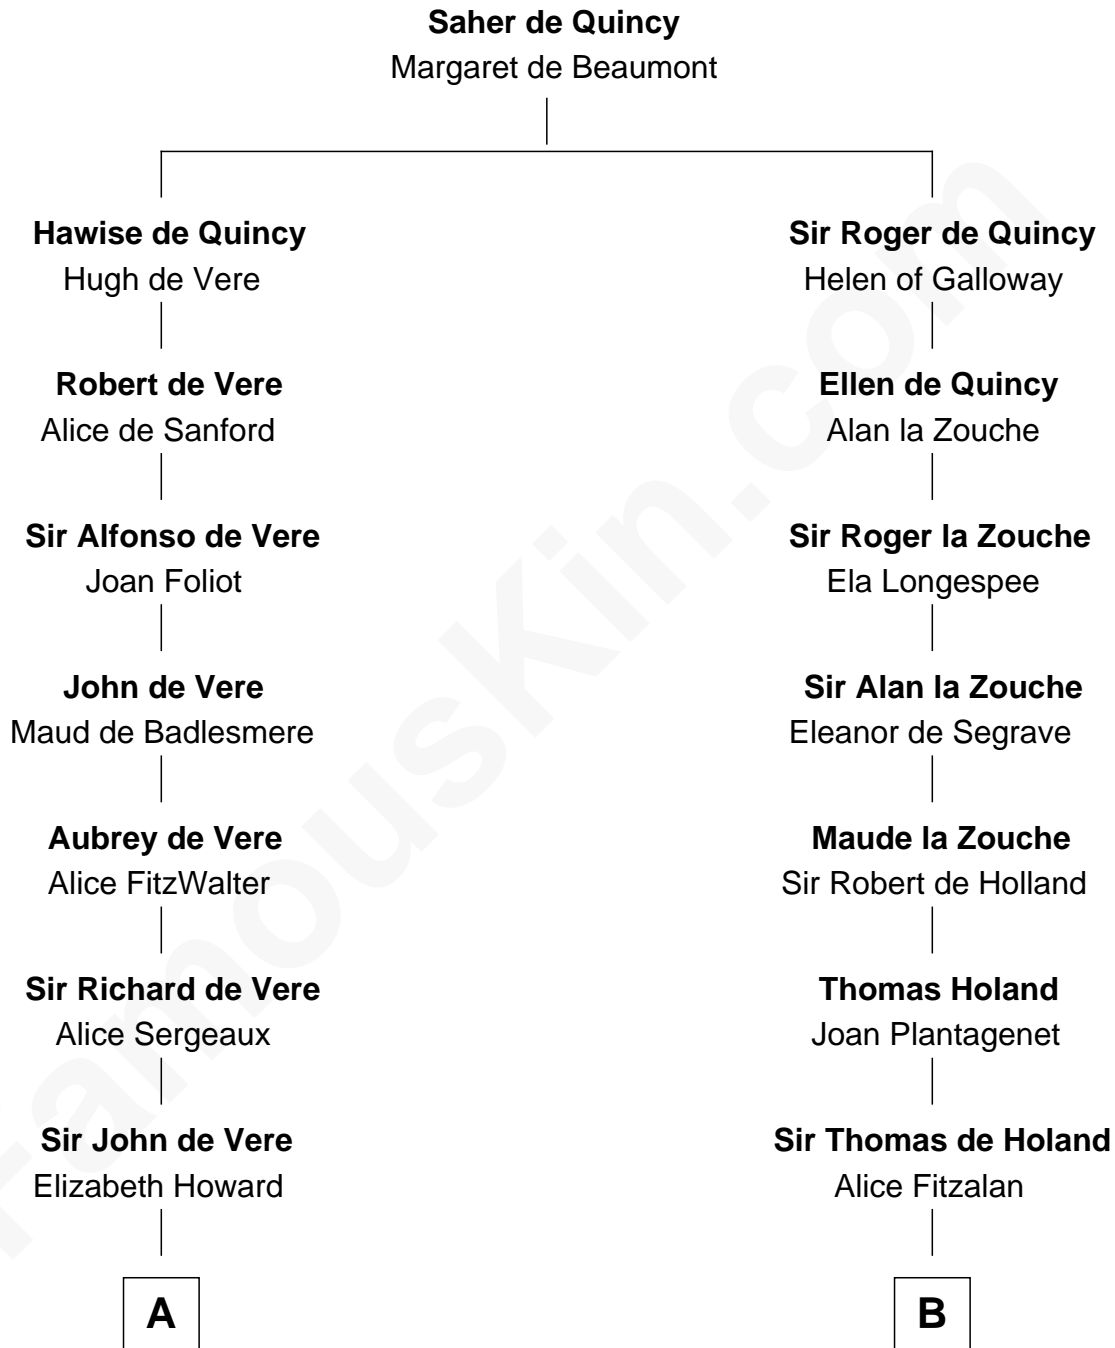 Saher de Quincy
Margaret de Beaumont
Hawise de Quincy
Hugh de Vere
Sir Roger de Quincy
Helen of Galloway
Robert de Vere
Alice de Sanford
Ellen de Quincy
Alan la Zouche
Sir Alfonso de Vere
Joan Foliot
Sir Roger la Zouche
Ela Longespee
John de Vere
Maud de Badlesmere
Sir Alan la Zouche
Eleanor de Segrave
Aubrey de Vere
Alice FitzWalter
Maude la Zouche
Sir Robert de Holland
Sir Richard de Vere
Alice Sergeaux
Thomas Holand
Joan Plantagenet
Sir John de Vere
Elizabeth Howard
Sir Thomas de Holand
Alice Fitzalan
A
B
FamousKin.com